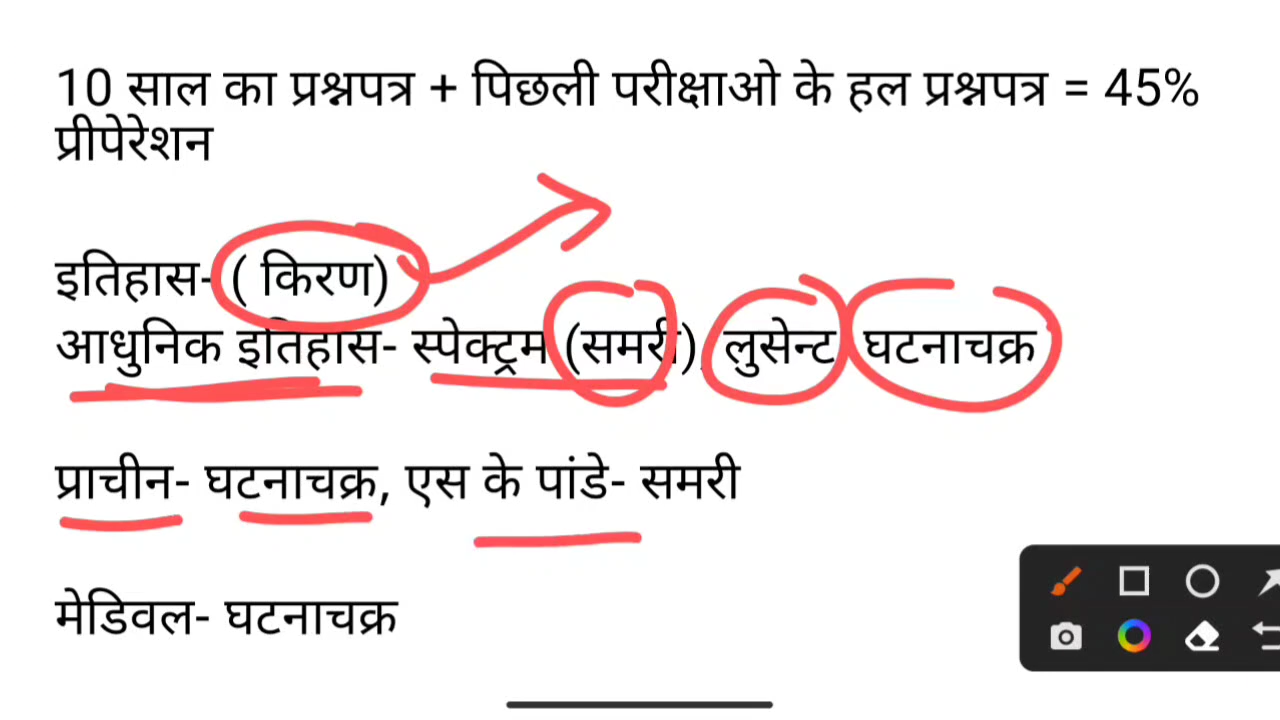 10 साल का प्रश्नपत्र + पिछली परीक्षाओ के हल प्रश्नपत्र = 45%
प्रीपेरेशन
इतिहास- ( किरण)
आधुनिक इतिहास- स्पेक्ट्रम (समरी), लुसेन्ट घटनाचक्र
प्राचीन- घटनाचक्र, एस के पांडे- समरी
मेडिवल- घटनाचक्र